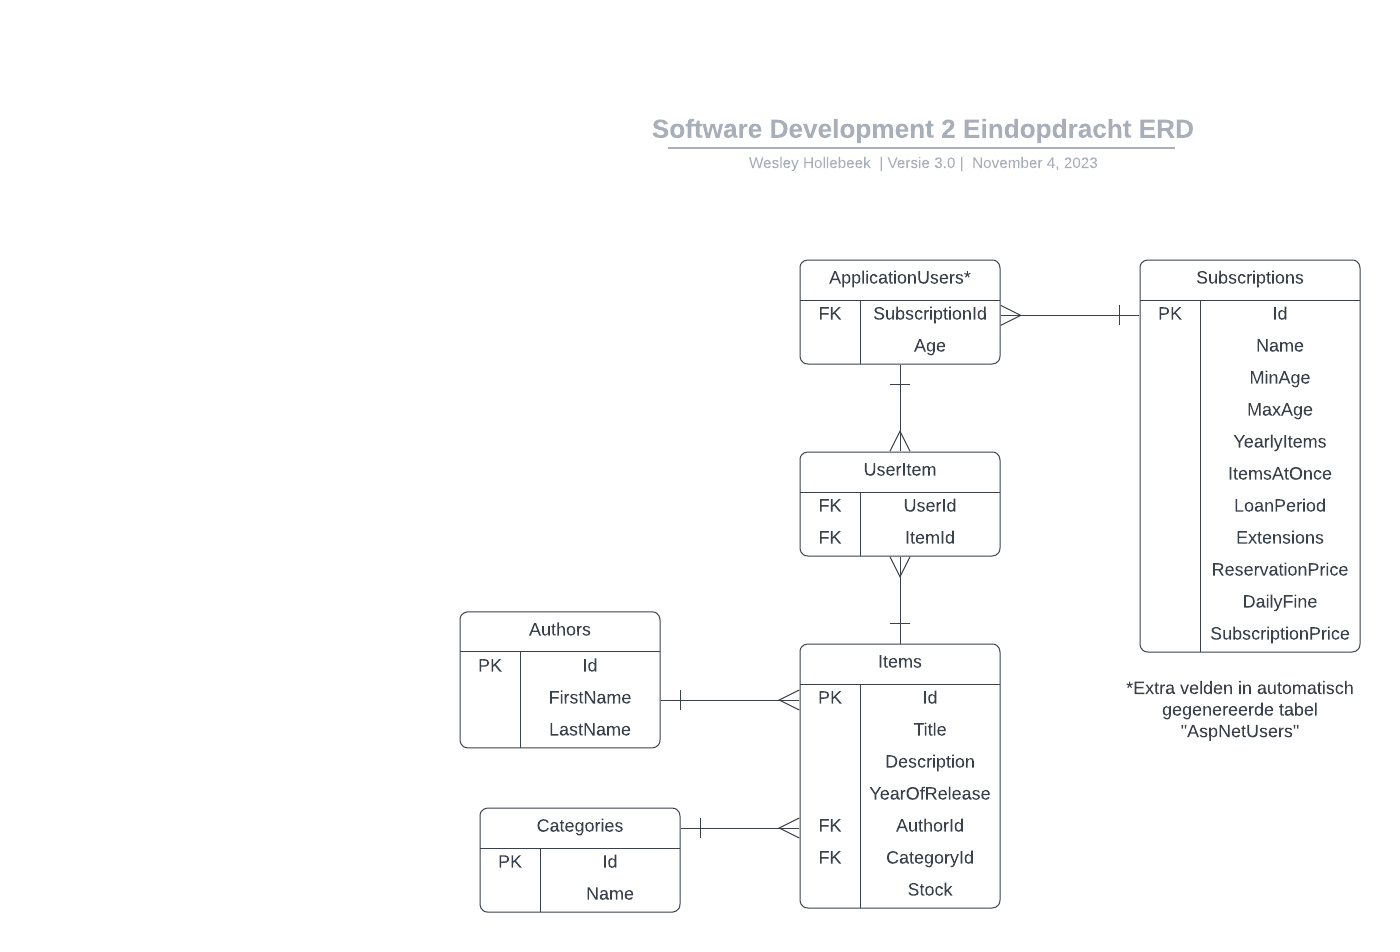 Software Development 2 Eindopdracht ERD
Wesley Hollebeek | Versie 3.0 | November 4, 2023
ApplicationUsers*
FK SubscriptionId
Age
Subscriptions
PK Id
Name
MinAge
MaxAge
YearlyItems
ItemsAtOnce
LoanPeriod
Extensions
ReservationPrice
DailyFine
SubscriptionPrice
*Extra velden in automatisch
gegenereerde tabel
"AspNetUsers"
UserItem
FK UserId
FK ItemId
Authors
PK Id
FirstName
LastName
Items
PK Id
Title
Description
YearOfRelease
FK AuthorId
FK CategoryId
Stock
Categories
PK Id
Name